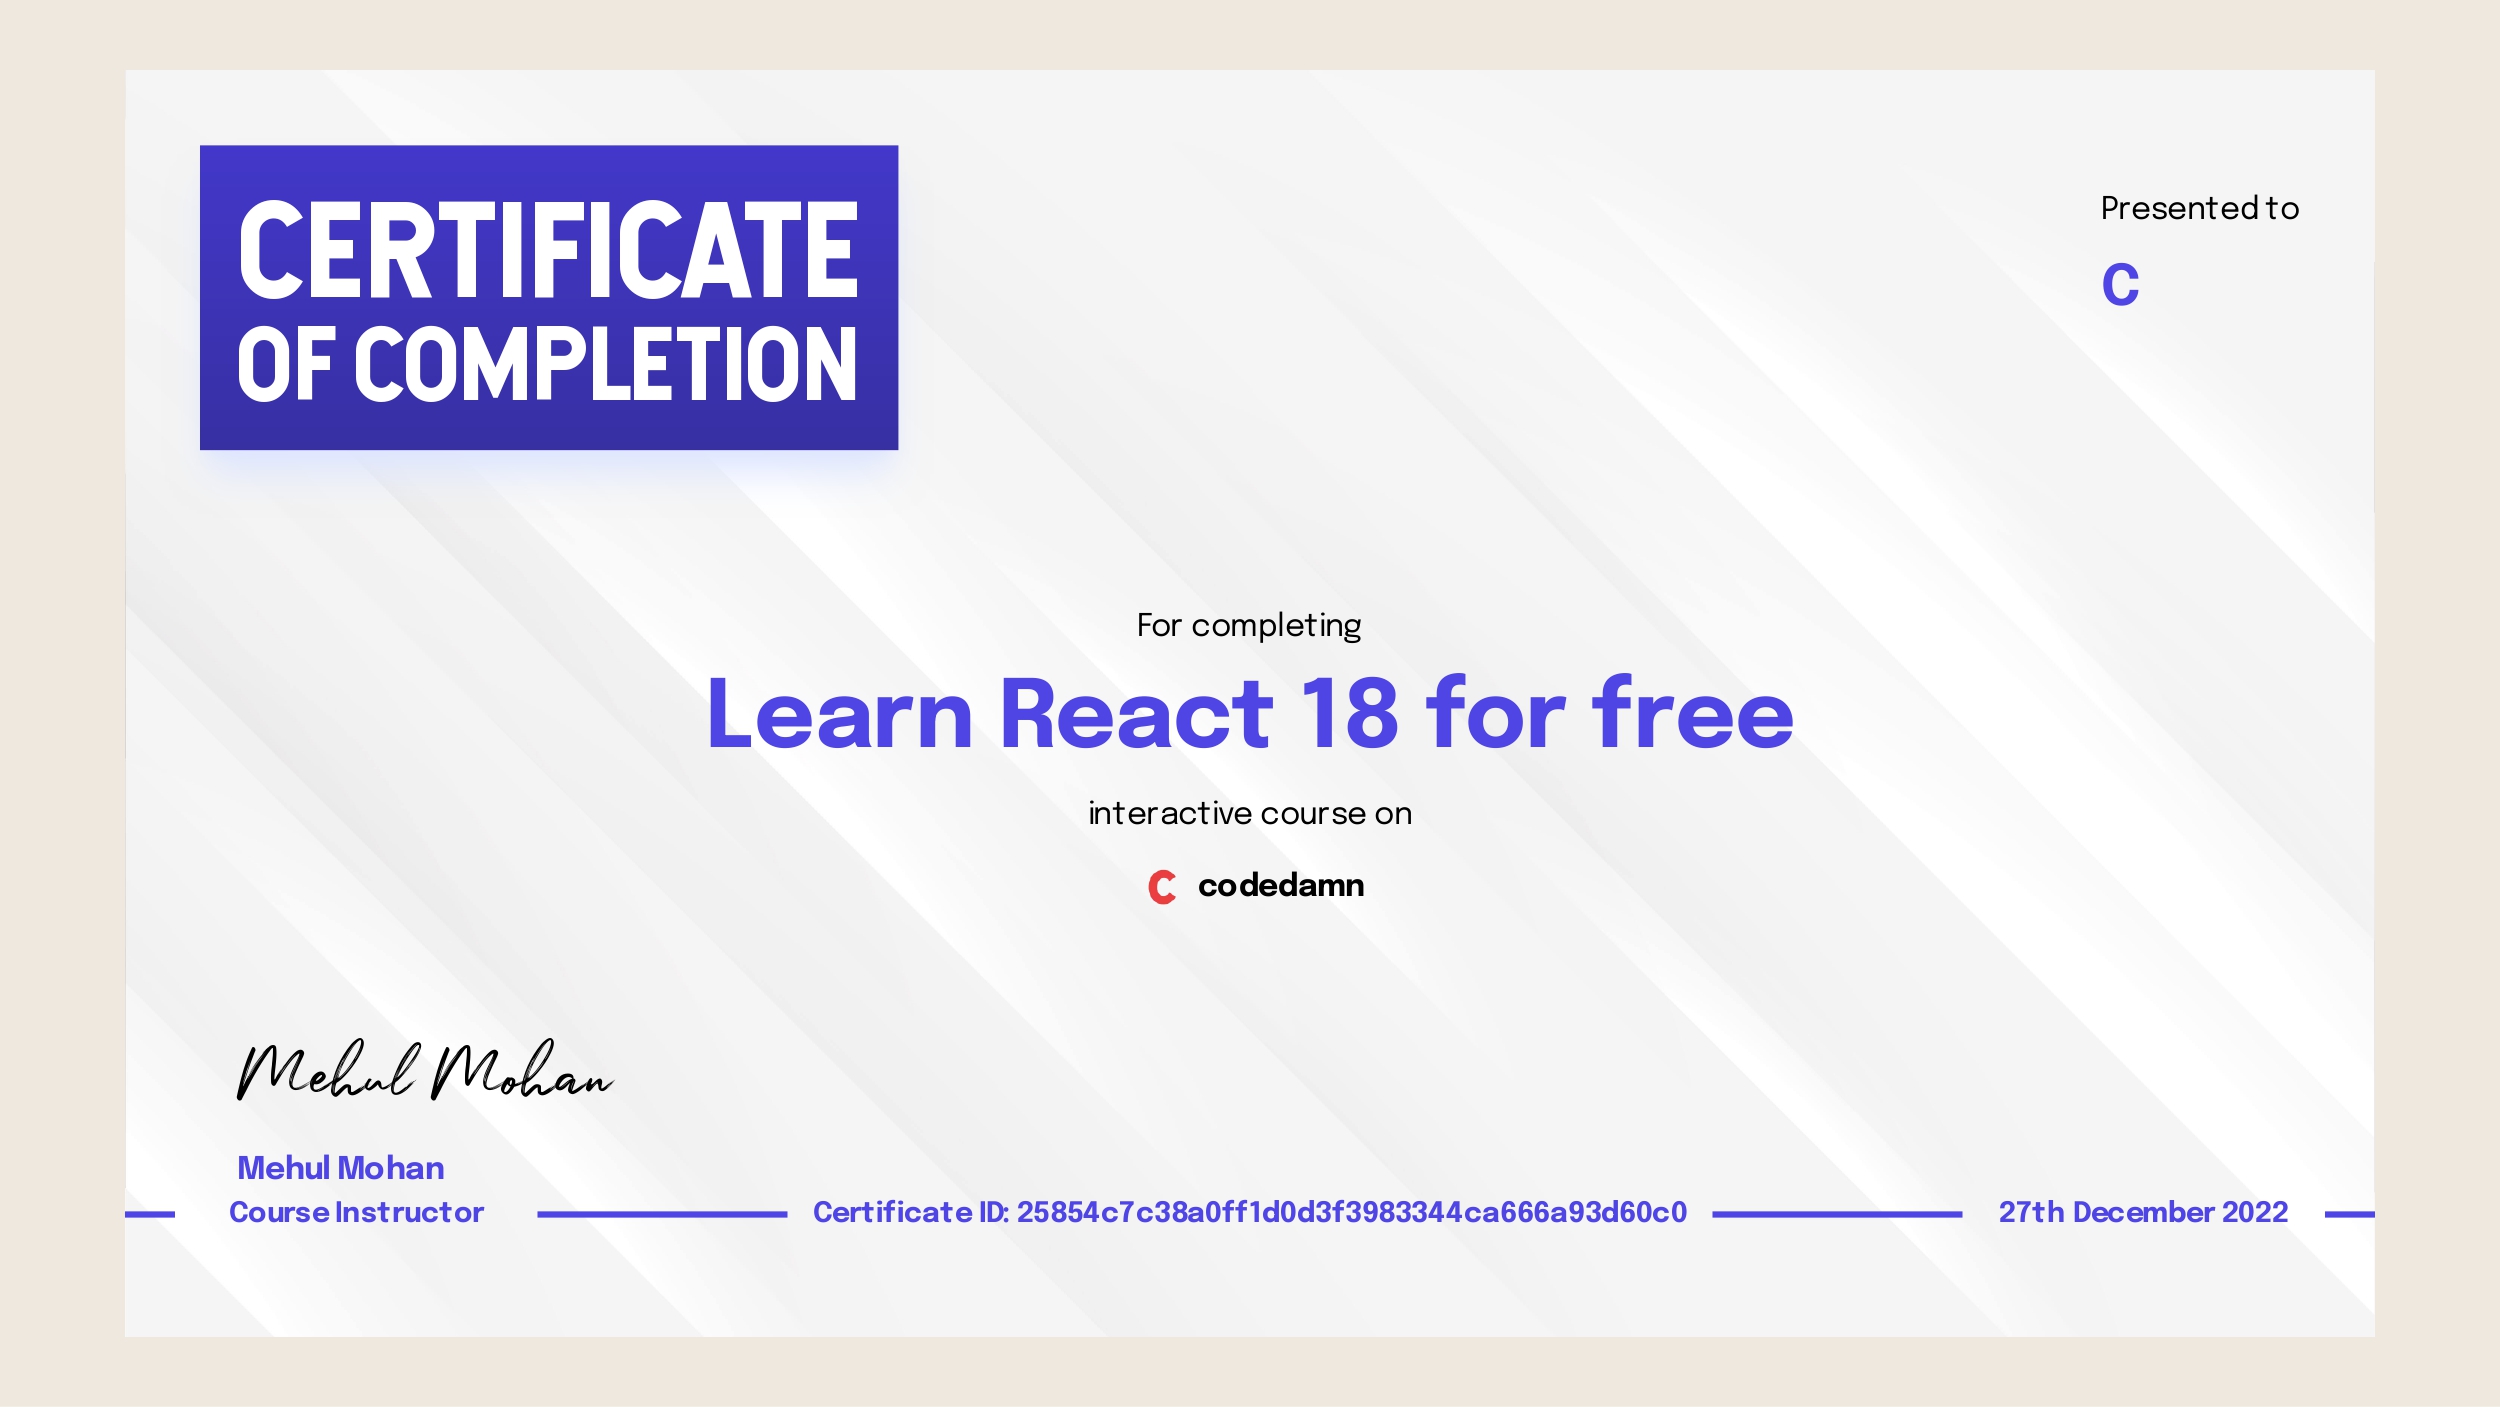 CERTIFICATE
OF COMPLETION
Presented to
C
For completing
Learn React 18 for free
interactive course on
codedamn
Mehul Mohan
Mehul Mohan
Course Instructor
Certificate ID: 25854c7c38a0ff1d0d3f3983344ca666a93d60c0
27th December 2022